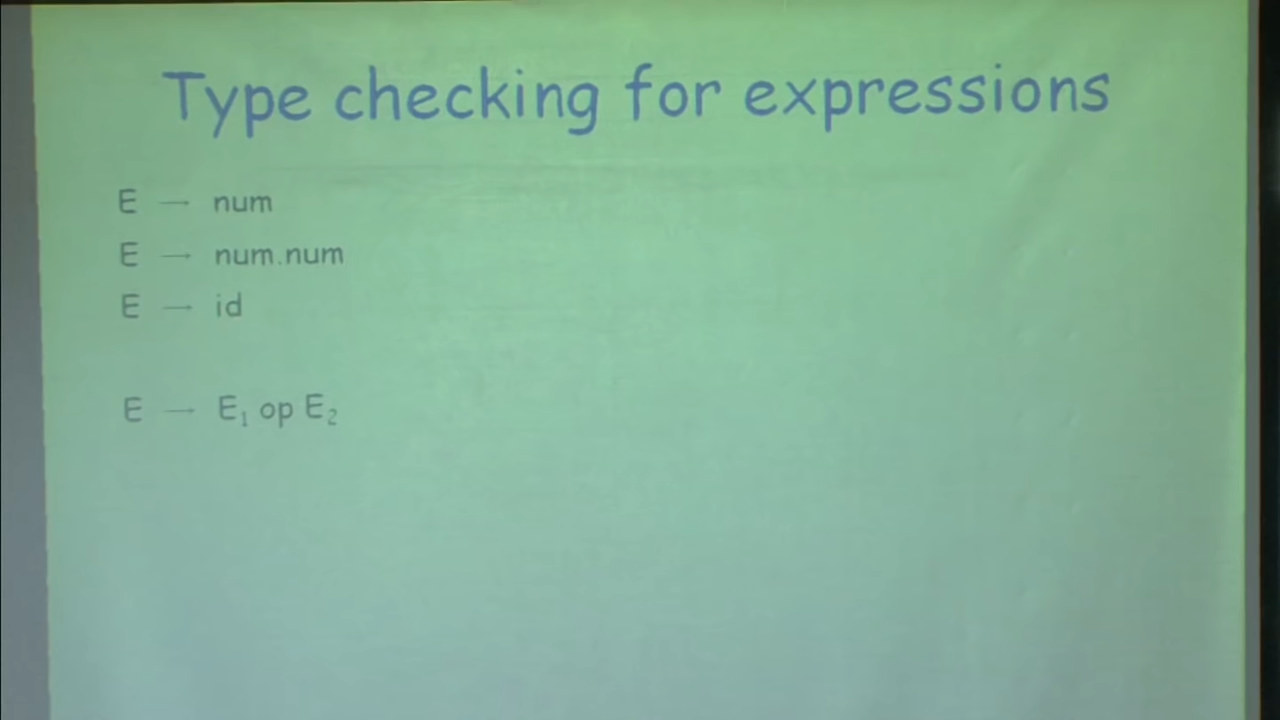 Type checking for expressions
E → num
E → num.num
E → id
E → E₁ op E₂